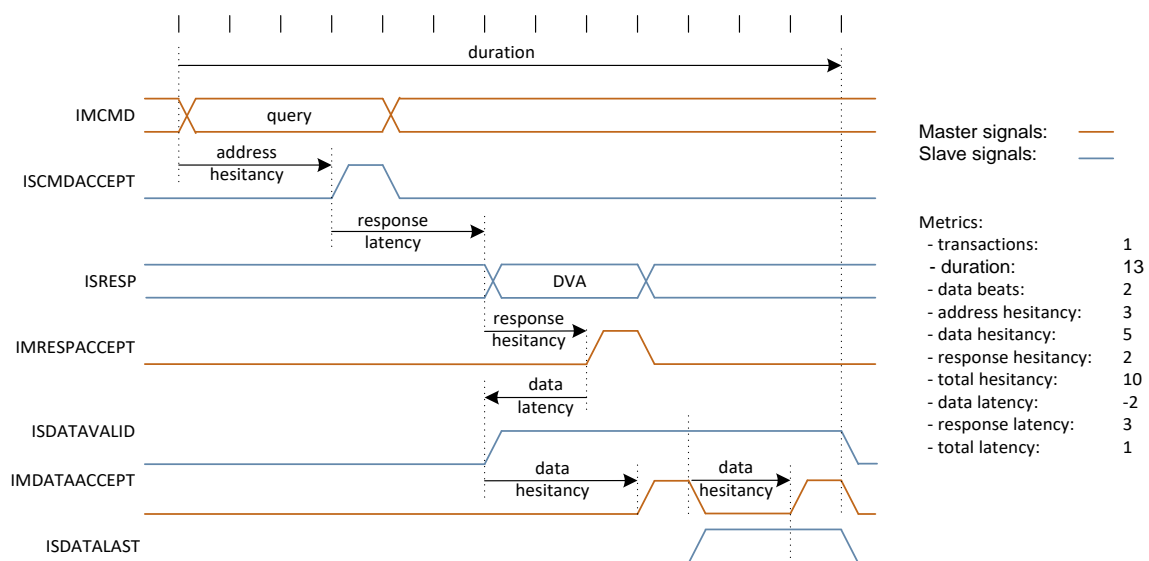 duration
IMCMD
query
Master signals:
Slave signals:
address
hesitancy
ISCMDACCEPT
response
latency
Metrics:
- transactions: 1
- duration: 13
- data beats: 2
- address hesitancy: 3
- data hesitancy: 5
- response hesitancy: 2
- total hesitancy: 10
- data latency: -2
- response latency: 3
- total latency: 1
ISRESP
DVA
response
hesitancy
IMRESPACCEPT
data
latency
ISDATAVALID
IMDATAACCEPT
data
hesitancy
data
hesitancy
ISDATALAST